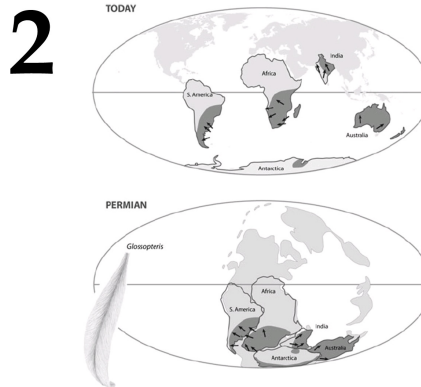 2
TODAY
India
Africa
S. America
Australia
Antarctica
PERMIAN
Glossopteris
Africa
S. America
India
Australia
Antarctica